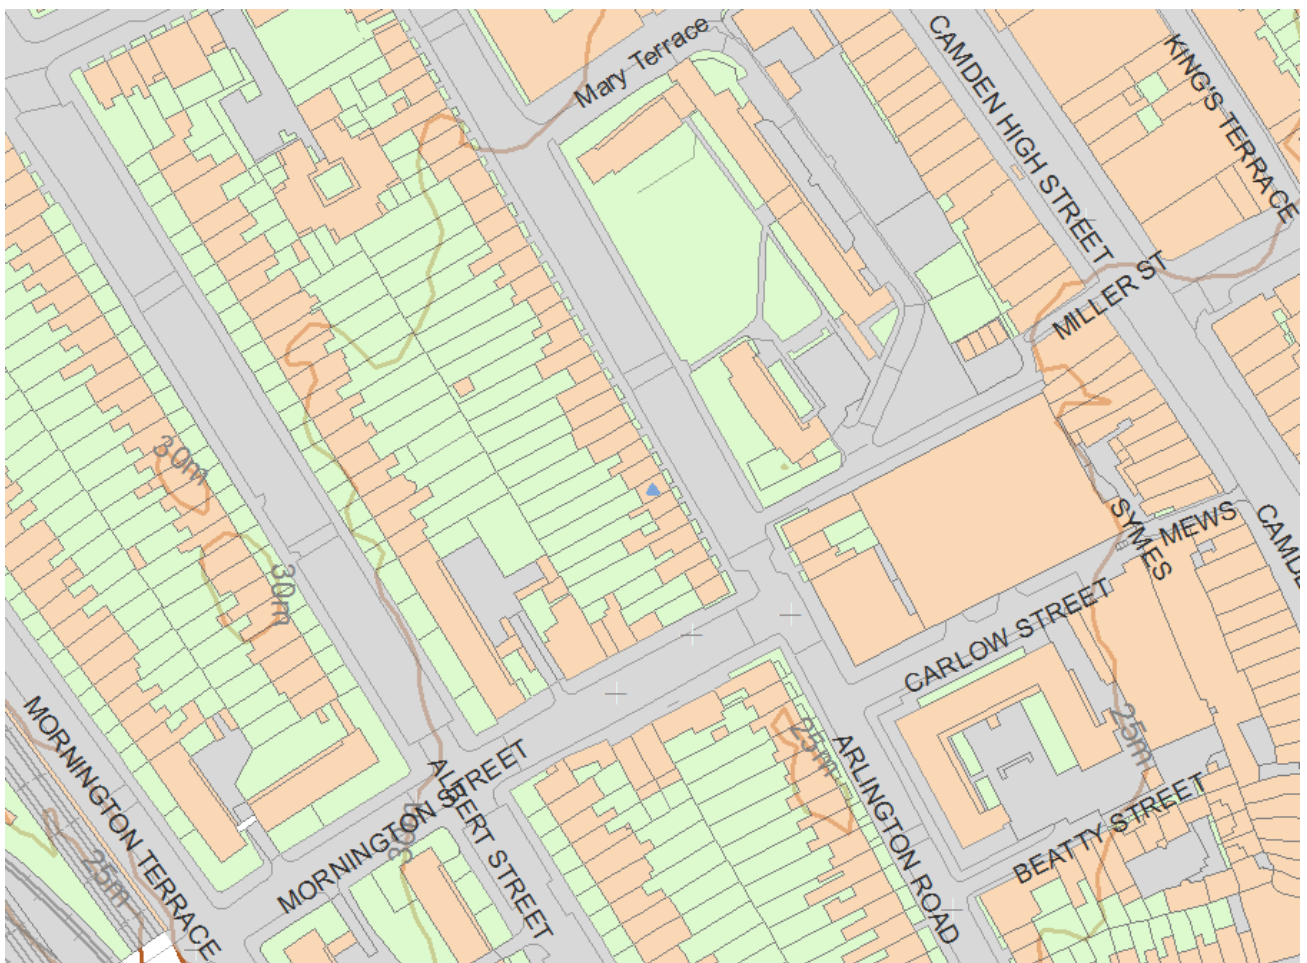 Mary Terrace
CAMDEN HIGH STREET
KING'S TERRACE
MILLER ST
30m
30m
SYMES
MEWS
CAMDE
CARLOW STREET
MORNINGTON TERRACE
MORNINGTON STREET
ALBERT STREET
25m
25m
25m
ARLINGTON ROAD
BEATTY STREET